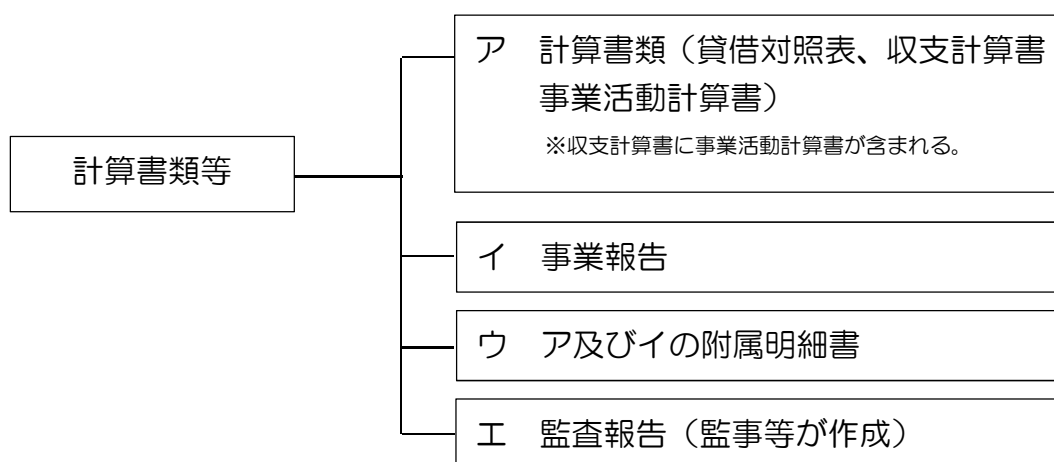 ア 計算書類（貸借対照表、収支計算書
事業活動計算書）
※収支計算書に事業活動計算書が含まれる。
計算書類等
イ 事業報告
ウ ア及びイの附属明細書
エ 監査報告（監事等が作成）